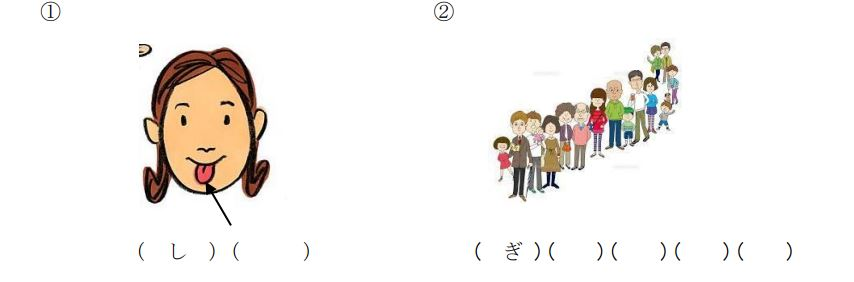 ① ②
( し ) (　　) ( ぎ )(　　)(　　)(　　)(　　)